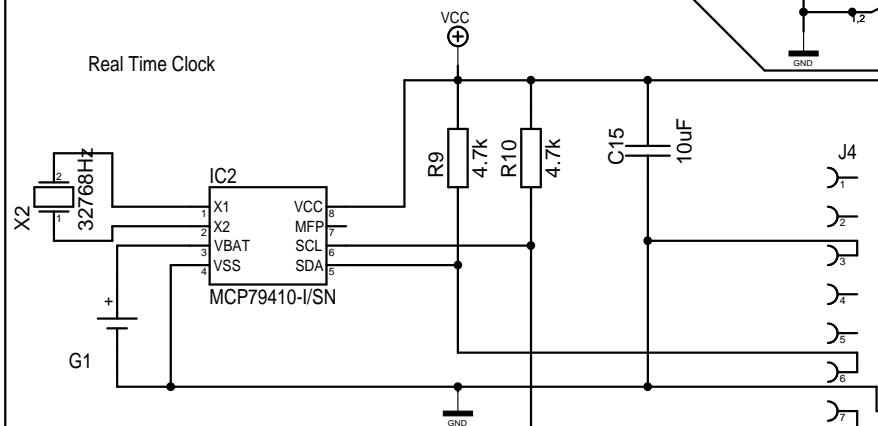 VCC
1,2
GND
Real Time Clock
X2
2
1
32768Hz
IC2
X1
X2
VBAT
VSS
1
2
3
4
VCC
MFP
SCL
SDA
8
7
6
5
MCP79410-I/SN
R9
4.7k
R10
4.7k
C15
10uF
J4
1
2
3
4
5
6
7
+
G1
GND